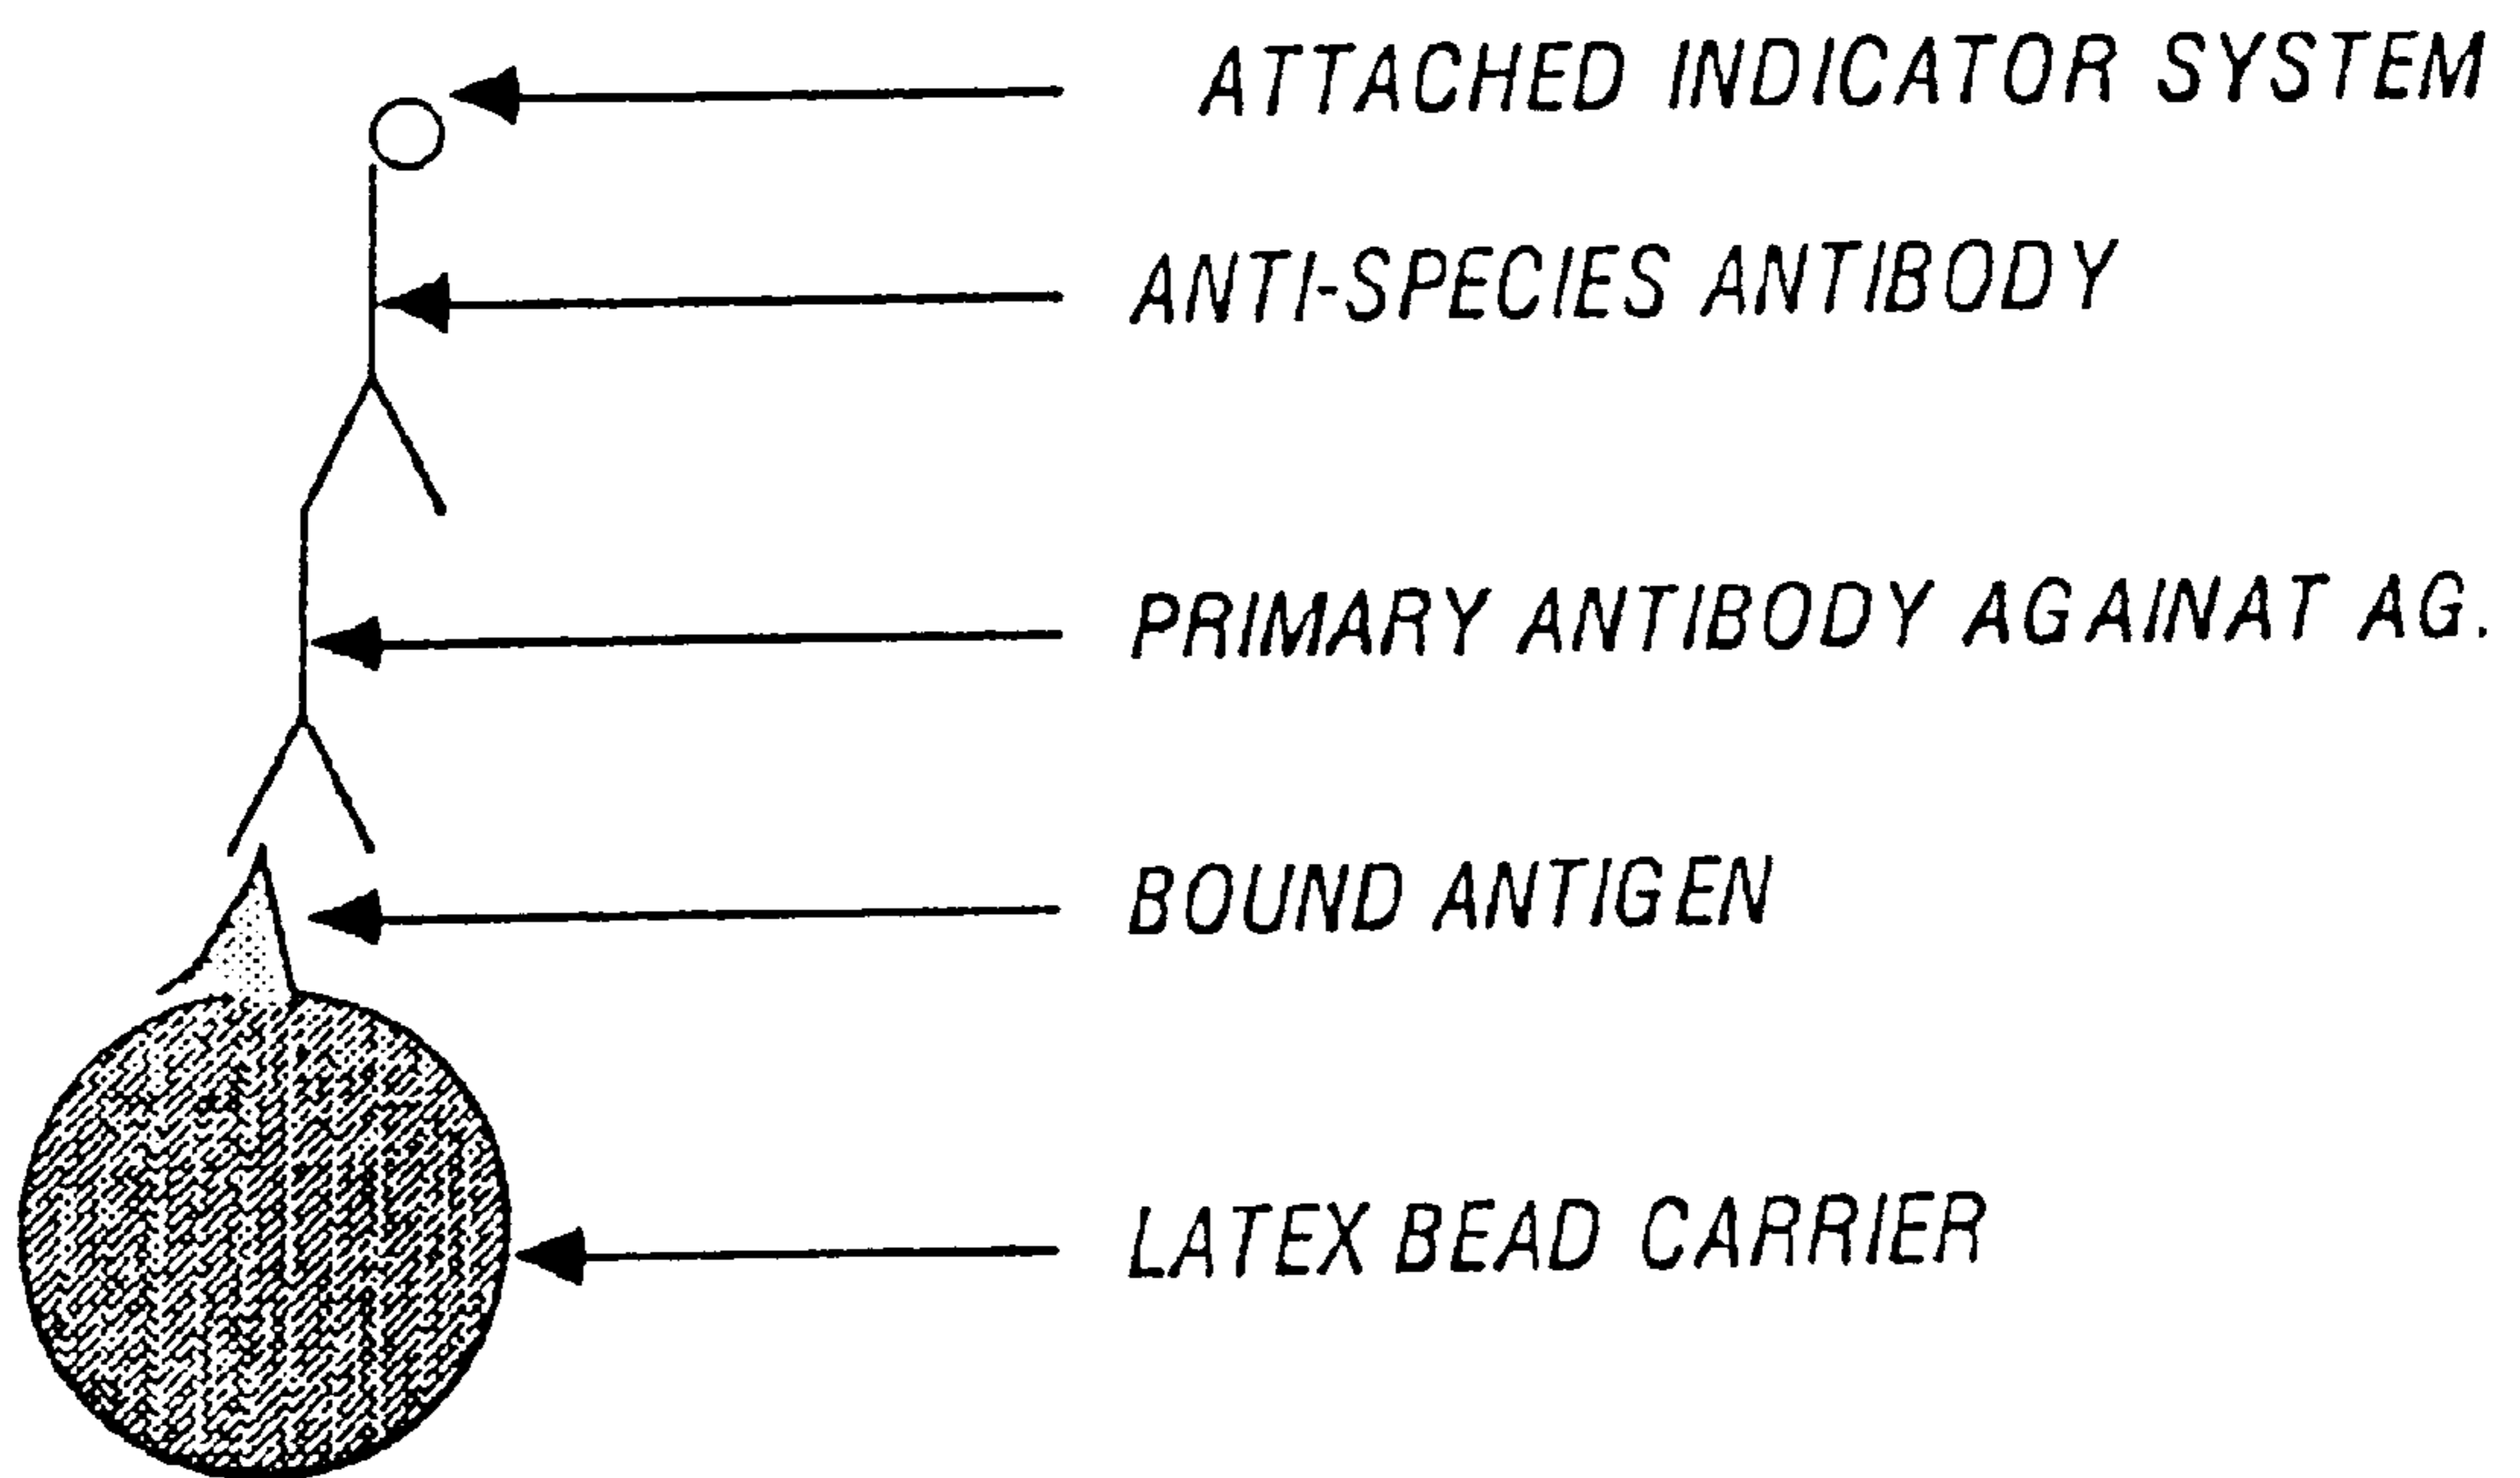 ATTACHED INDICATOR SYSTEM
ANTI-SPECIES ANTIBODY
PRIMARY ANTIBODY AGAINAT AG.
BOUND ANTIGEN
LATEX BEAD CARRIER